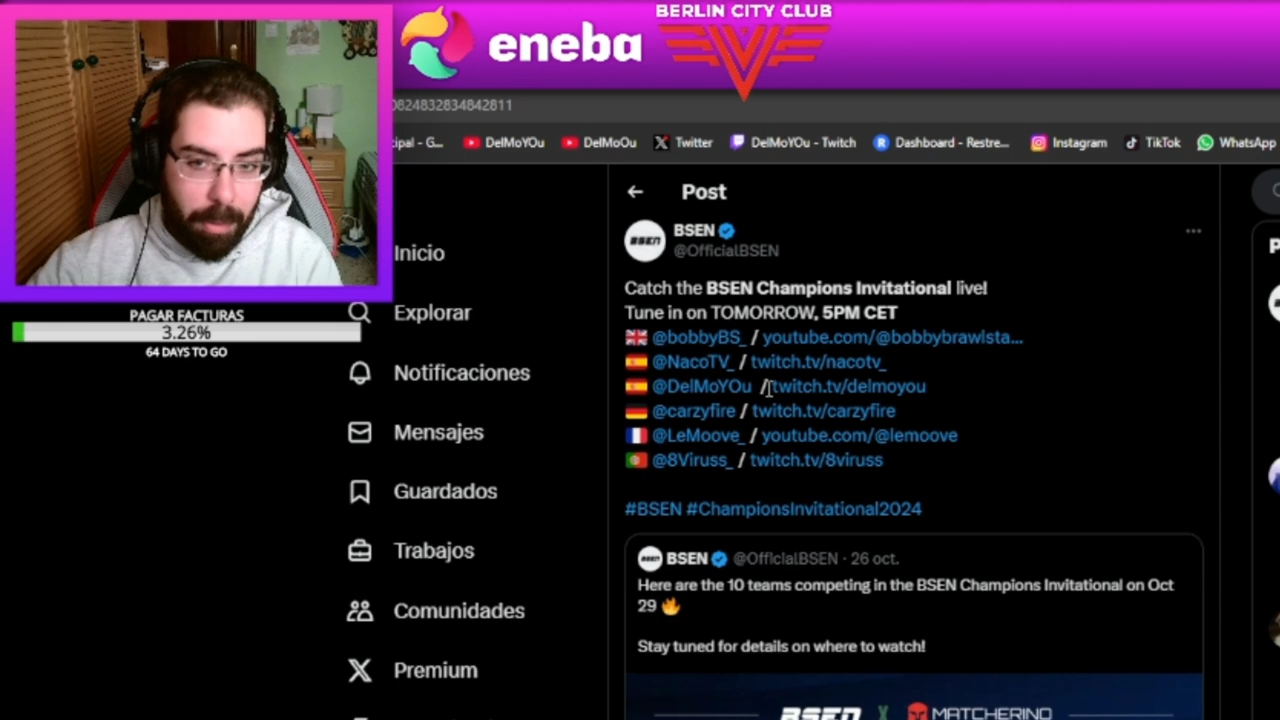 BERLIN CITY CLUB
eneba
0824832834842811
cipal - G...
DelMoYOu
DelMoOu
Twitter
DelMoYOu - Twitch
Dashboard - Restre...
Instagram
TikTok
WhatsApp
PAGAR FACTURAS
3.26%
64 DAYS TO GO
Inicio
Explorar
Notificaciones
Mensajes
Guardados
Trabajos
Comunidades
Premium
Post
BSEN
@OfficialBSEN
Catch the BSEN Champions Invitational live!
Tune in on TOMORROW, 5PM CET
@bobbyBS_ / youtube.com/@bobbybrawlsta...
@NacoTV_ / twitch.tv/nacotv_
@DelMoYOu / twitch.tv/delmoyou
@carzyfire / twitch.tv/carzyfire
@LeMoove_ / youtube.com/@lemoove
@8Viruss_ / twitch.tv/8viruss
#BSEN #ChampionsInvitational2024
BSEN @OfficialBSEN · 26 oct.
Here are the 10 teams competing in the BSEN Champions Invitational on Oct
29 🔥
Stay tuned for details on where to watch!
BSEN X MATCHERINO